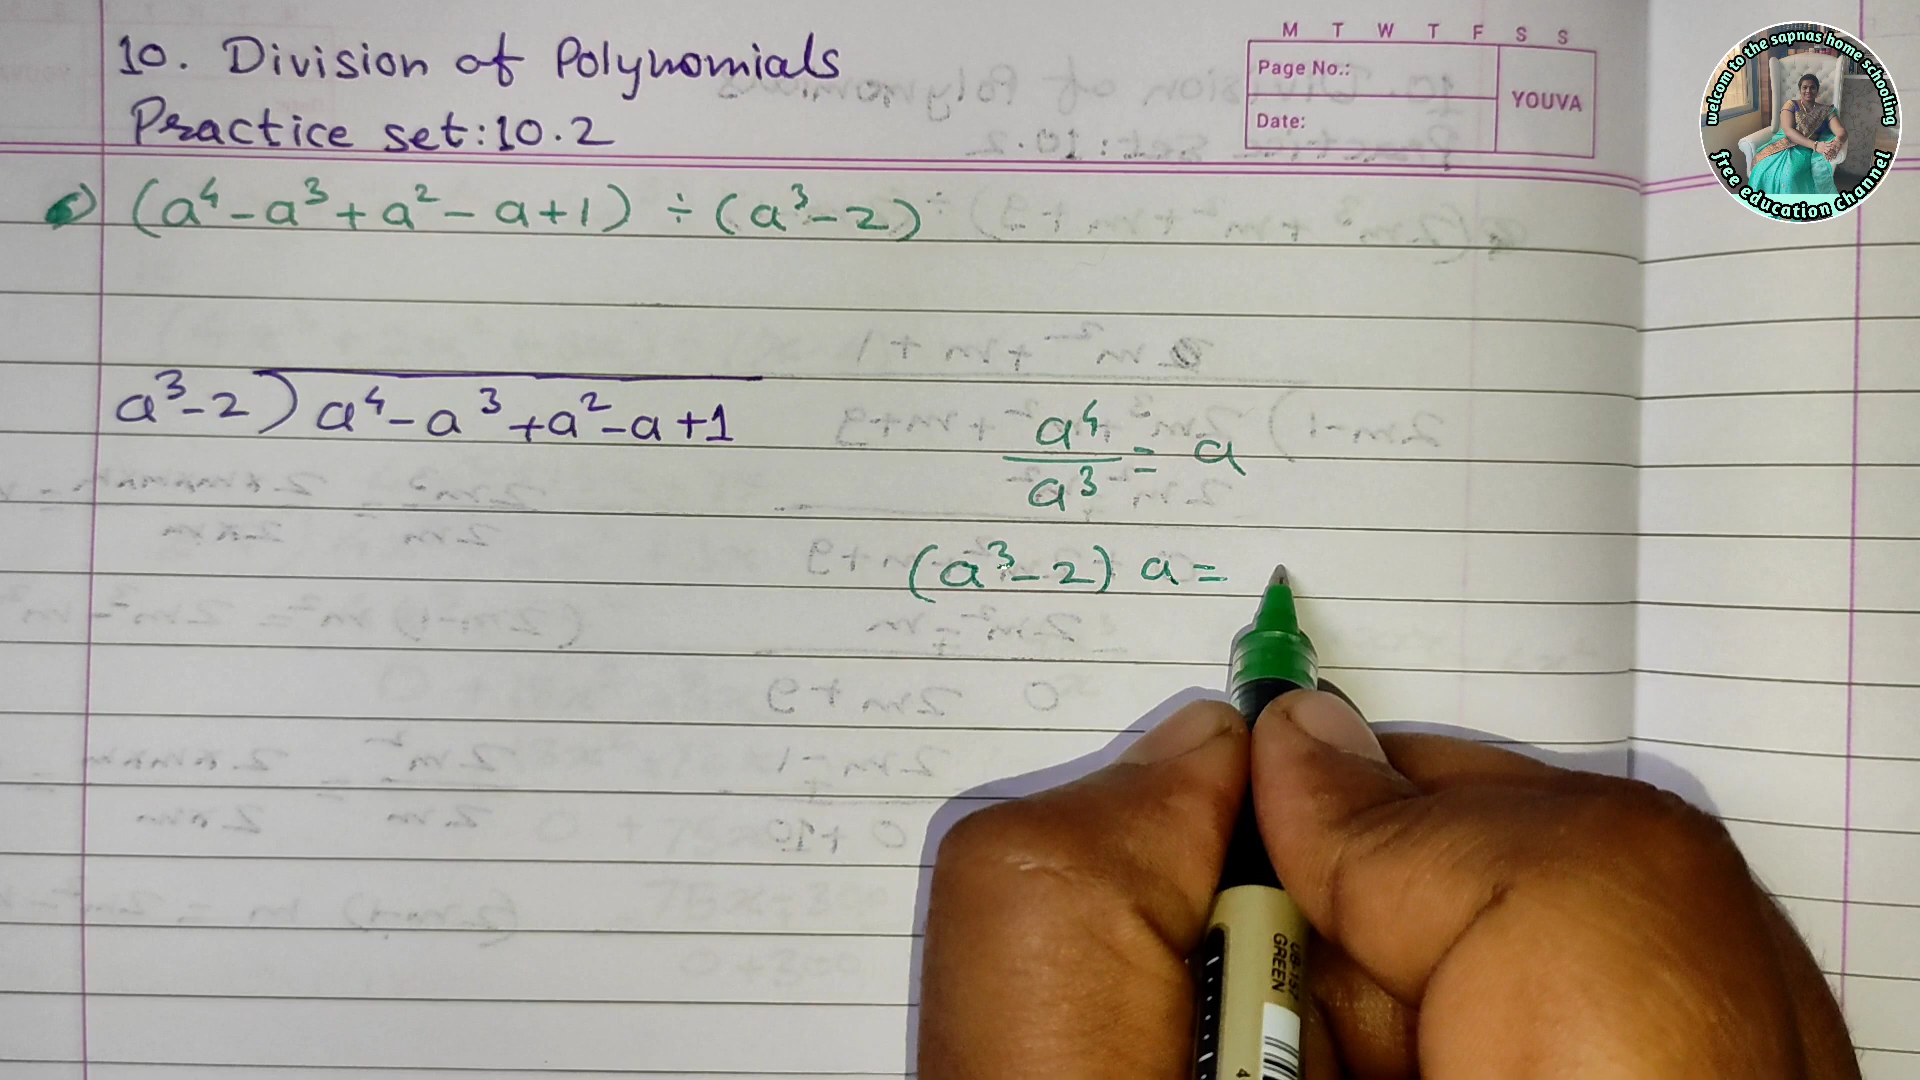 10. Division of Polynomials
Practice set:10.2
M T W T F S S
Page No.:
Date:
YOUVA
welcom to the sapnas home schooling
free education channel
(a⁴-a³+a²-a+1) ÷ (a³-2)
a³-2) a⁴-a³+a²-a+1
a⁴/a³ = a
(a³-2) a =
UB-157
GREEN